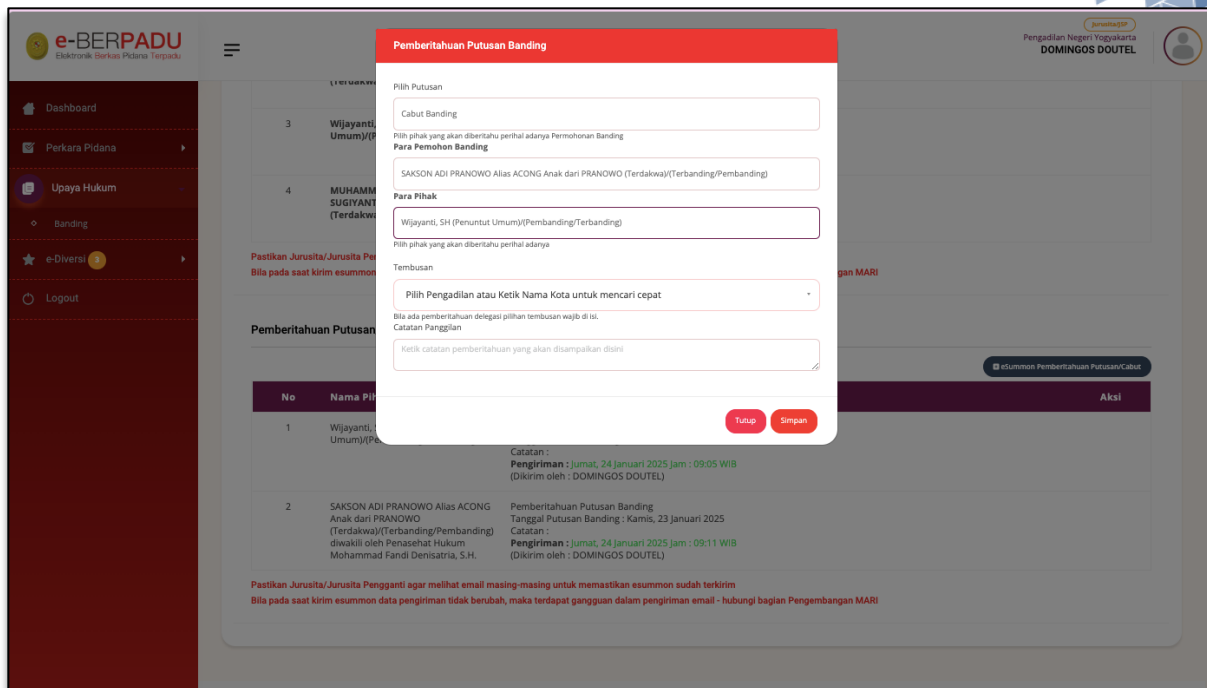 e-BERPADU
Elektronik Berkas Pidana Terpadu
Jurusita/JSP
Pengadilan Negeri Yogyakarta
DOMINGOS DOUTEL
Dashboard
Perkara Pidana
Upaya Hukum
Banding
e-Diversi 3
Logout
Pemberitahuan Putusan Banding
Pilih Putusan
Cabut Banding
Pilih pihak yang akan diberitahu perihal adanya Permohonan Banding
Para Pemohon Banding
SAKSON ADI PRANOWO Alias ACONG Anak dari PRANOWO (Terdakwa)/(Terbanding/Pembanding)
Para Pihak
Wijayanti, SH (Penuntut Umum)/(Pembanding/Terbanding)
Pilih pihak yang akan diberitahu perihal adanya
Tembusan
Pilih Pengadilan atau Ketik Nama Kota untuk mencari cepat
Bila ada pemberitahuan delegasi pilihan tembusan wajib di isi.
Catatan Panggilan
Ketik catatan pemberitahuan yang akan disampaikan disini
Tutup Simpan
3 Wijayanti,
Umum)/(P
4 MUHAMM
SUGIYANT
(Terdakwa
Pastikan Jurusita/Jurusita Pe
Bila pada saat kirim esummon gan MARI
Pemberitahuan Putusan
eSummon Pemberitahuan Putusan/Cabut
No Nama Pih Aksi
1 Wijayanti, S
Umum)/(Pe
Catatan :
Pengiriman : Jumat, 24 Januari 2025 Jam : 09:05 WIB
(Dikirim oleh : DOMINGOS DOUTEL)
2 SAKSON ADI PRANOWO Alias ACONG Pemberitahuan Putusan Banding
Anak dari PRANOWO Tanggal Putusan Banding : Kamis, 23 Januari 2025
(Terdakwa)/(Terbanding/Pembanding) Catatan :
diwakili oleh Penasehat Hukum Pengiriman : Jumat, 24 Januari 2025 Jam : 09:11 WIB
Mohammad Fandi Denisatria, S.H. (Dikirim oleh : DOMINGOS DOUTEL)
Pastikan Jurusita/Jurusita Pengganti agar melihat email masing-masing untuk memastikan esummon sudah terkirim
Bila pada saat kirim esummon data pengiriman tidak berubah, maka terdapat gangguan dalam pengiriman email - hubungi bagian Pengembangan MARI